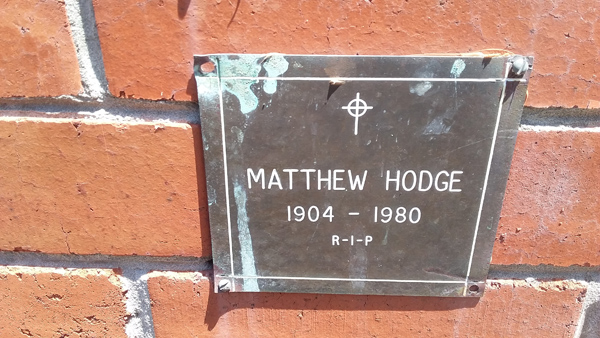 MATTHEW HODGE
1904 - 1980
R-I-P